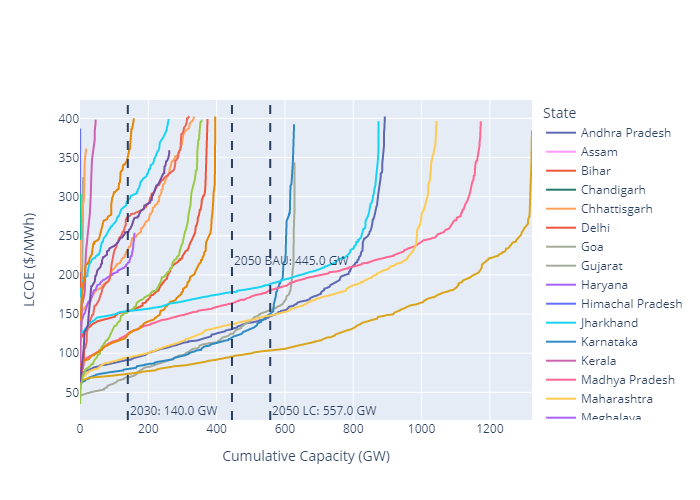 State
400
350
300
250
200
150
100
50
LCOE ($/MWh)
2050 BAU: 445.0 GW
2030: 140.0 GW
2050 LC: 557.0 GW
0
200
400
600
800
1000
1200
Cumulative Capacity (GW)
Andhra Pradesh
Assam
Bihar
Chandigarh
Chhattisgarh
Delhi
Goa
Gujarat
Haryana
Himachal Pradesh
Jharkhand
Karnataka
Kerala
Madhya Pradesh
Maharashtra
Meghalaya